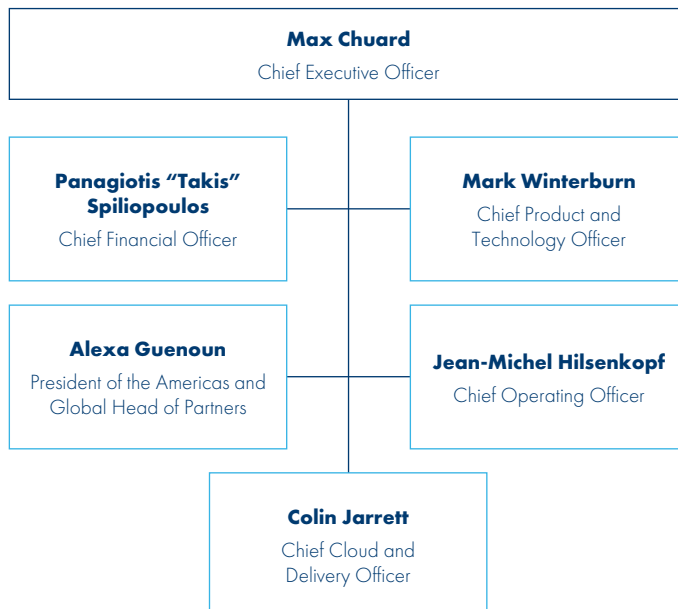 Max Chuard
Chief Executive Officer
Panagiotis “Takis”
Spiliopoulos
Chief Financial Officer
Mark Winterburn
Chief Product and
Technology Officer
Alexa Guenoun
President of the Americas and
Global Head of Partners
Jean-Michel Hilsenkopf
Chief Operating Officer
Colin Jarrett
Chief Cloud and
Delivery Officer